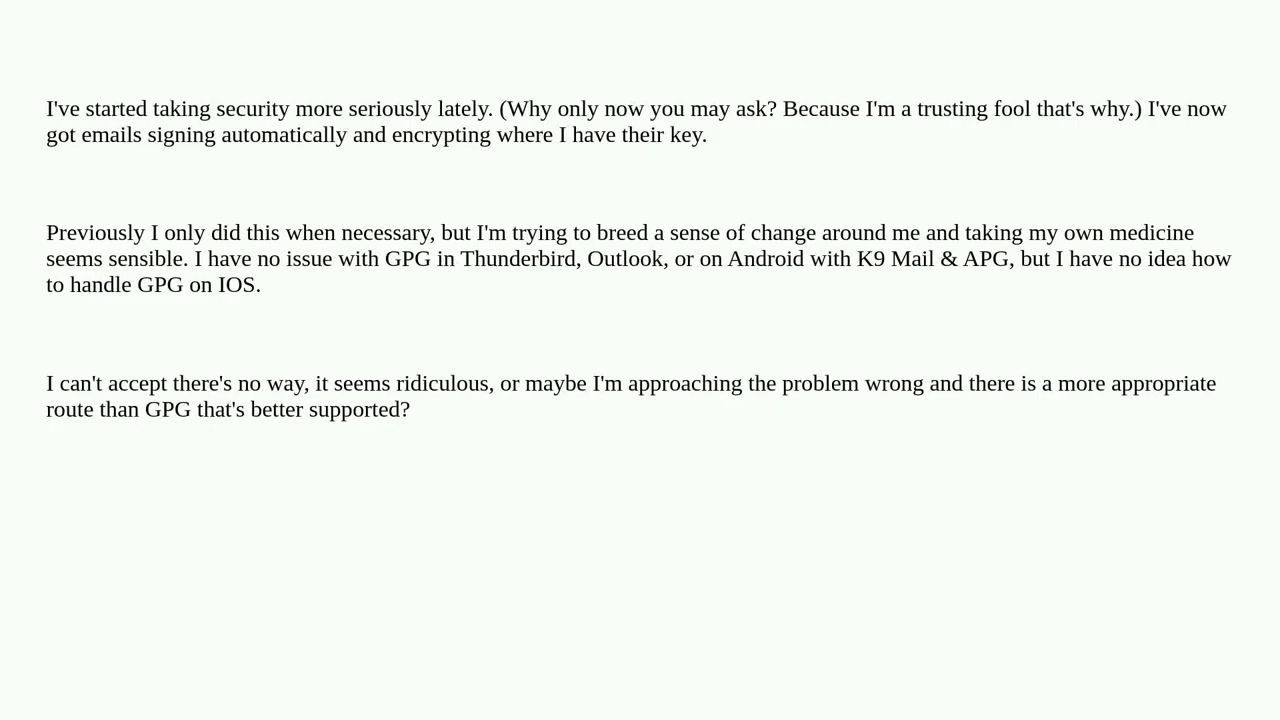 I've started taking security more seriously lately. (Why only now you may ask? Because I'm a trusting fool that's why.) I've now
got emails signing automatically and encrypting where I have their key.
Previously I only did this when necessary, but I'm trying to breed a sense of change around me and taking my own medicine
seems sensible. I have no issue with GPG in Thunderbird, Outlook, or on Android with K9 Mail & APG, but I have no idea how
to handle GPG on IOS.
I can't accept there's no way, it seems ridiculous, or maybe I'm approaching the problem wrong and there is a more appropriate
route than GPG that's better supported?